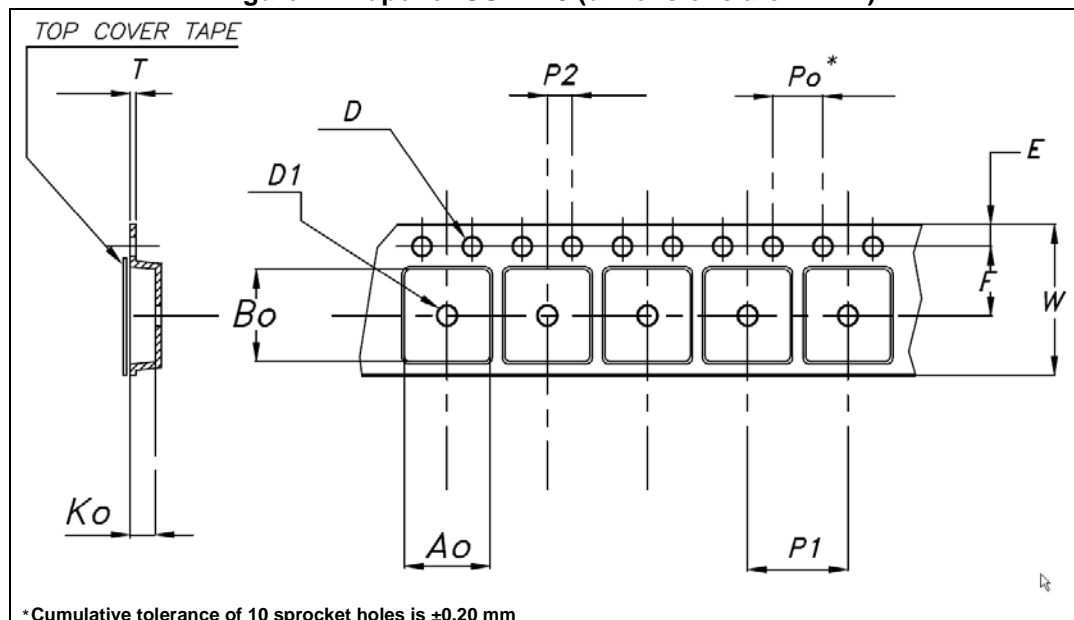 TOP COVER TAPE
T
P2
Po*
D
E
D1
F
W
Bo
Ko
Ao
P1
*Cumulative tolerance of 10 sprocket holes is ±0.20 mm